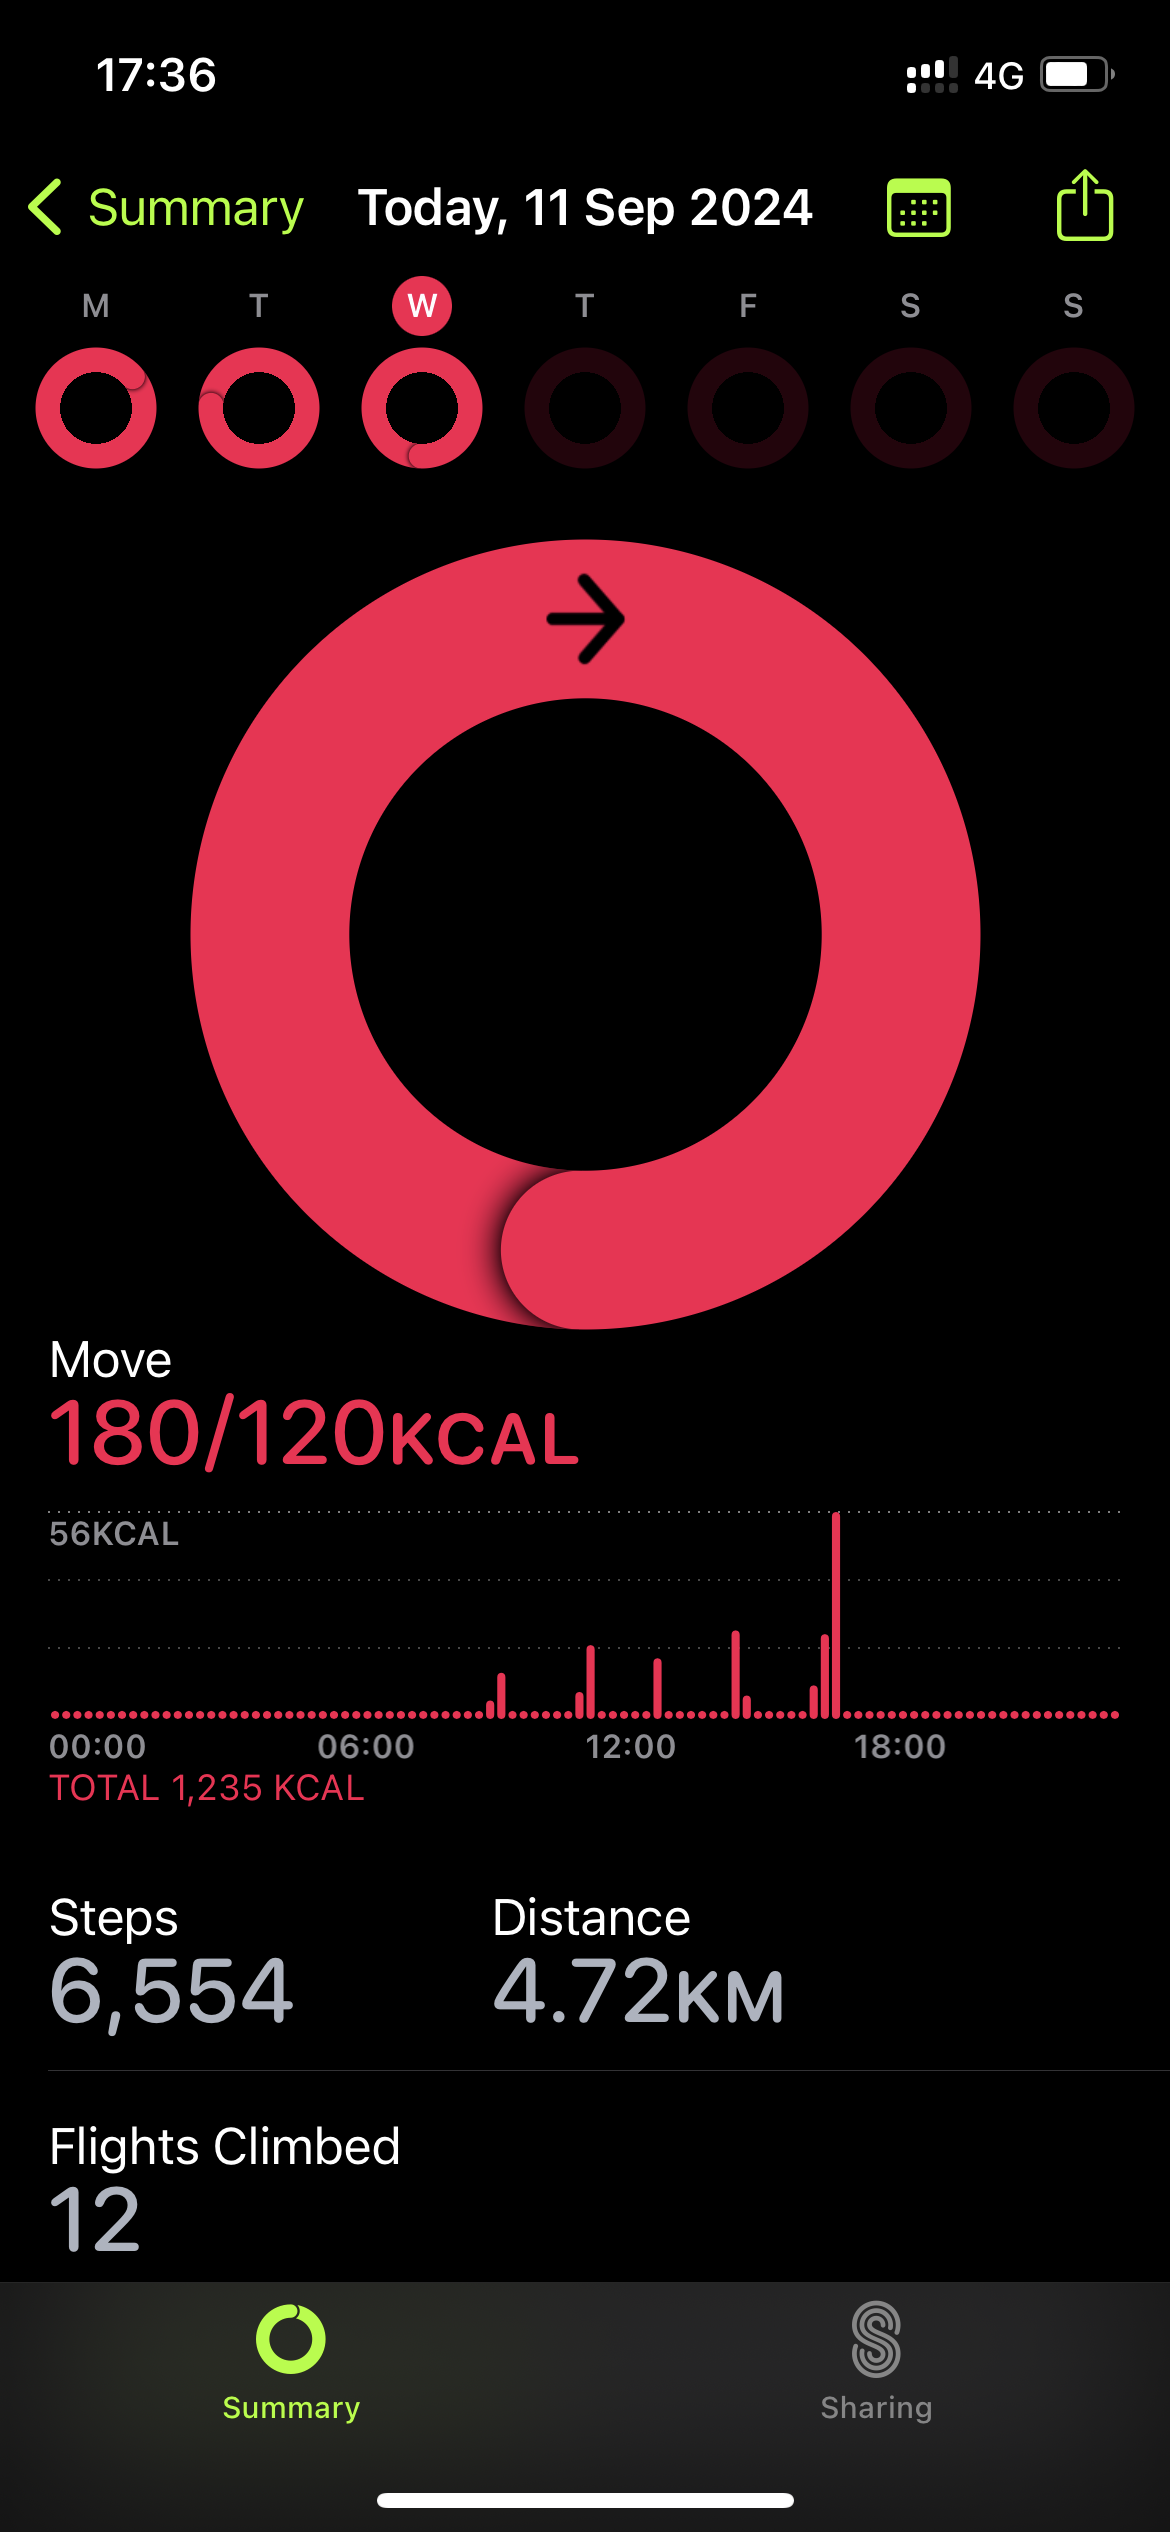 17:36 4G
Summary Today, 11 Sep 2024
M T W T F S S
Move
180/120KCAL
56KCAL
00:00 06:00 12:00 18:00
TOTAL 1,235 KCAL
Steps Distance
6,554 4.72KM
Flights Climbed
12
Summary Sharing